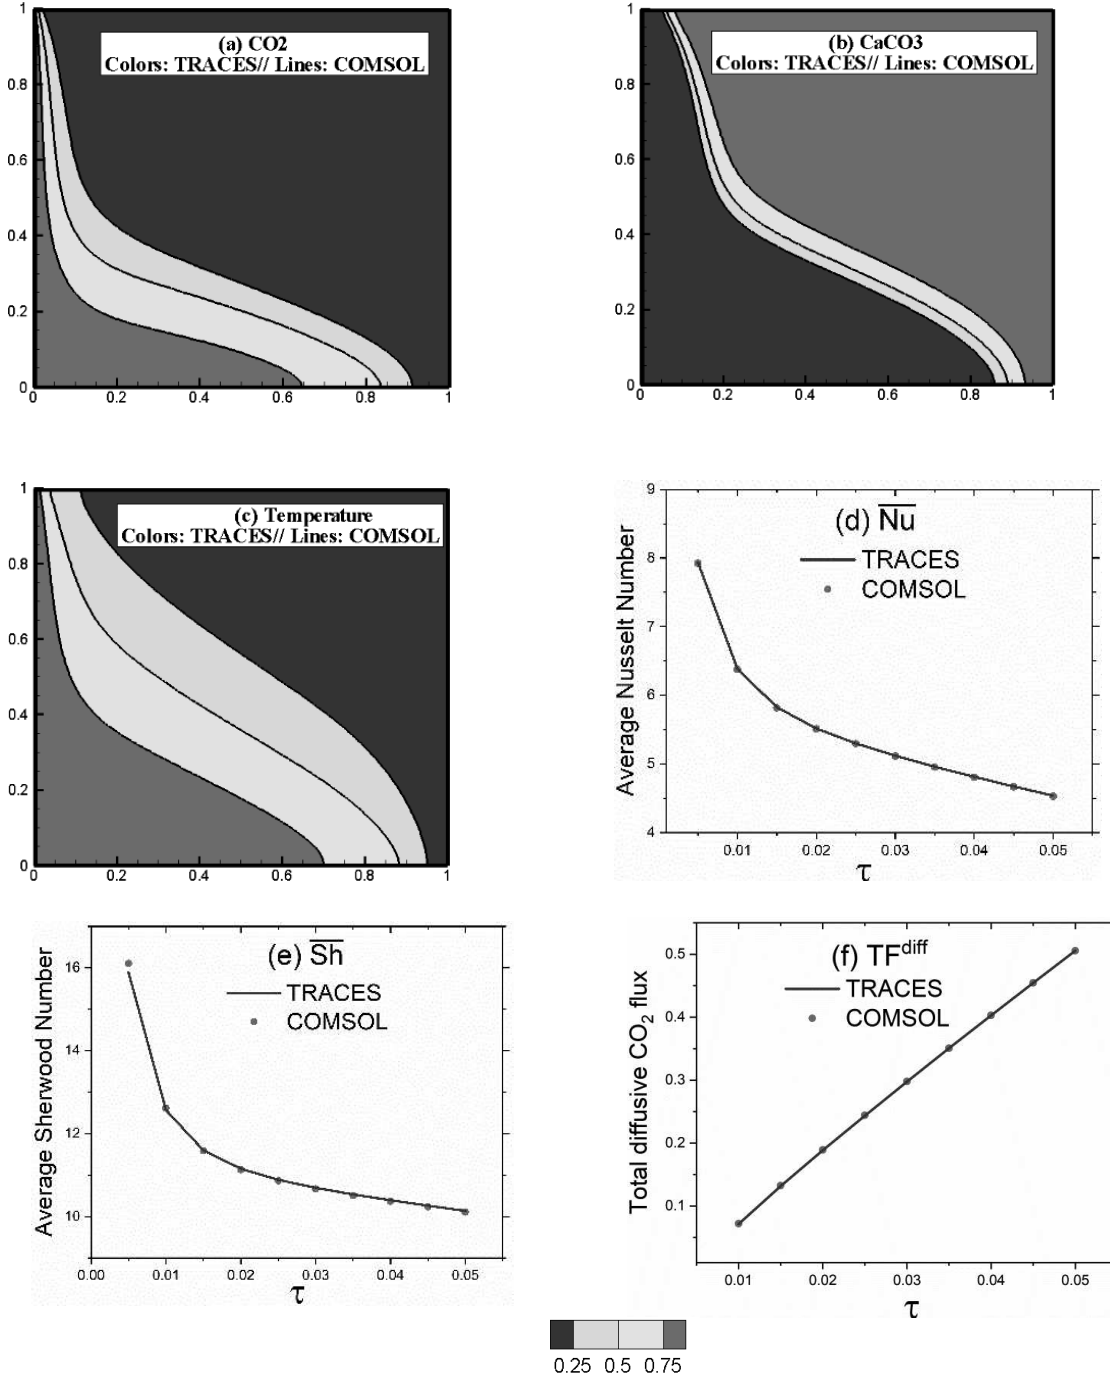 (a) CO2
Colors: TRACES// Lines: COMSOL
1
0.8
0.6
0.4
0.2
0
0 0.2 0.4 0.6 0.8 1
(b) CaCO3
Colors: TRACES// Lines: COMSOL
1
0.8
0.6
0.4
0.2
0
0 0.2 0.4 0.6 0.8 1
(c) Temperature
Colors: TRACES// Lines: COMSOL
1
0.8
0.6
0.4
0.2
0
0 0.2 0.4 0.6 0.8 1
(d) Nu
TRACES
COMSOL
Average Nusselt Number
9
8
7
6
5
4
0.01 0.02 0.03 0.04 0.05
τ
(e) Sh
TRACES
COMSOL
Average Sherwood Number
16
14
12
10
0.00 0.01 0.02 0.03 0.04 0.05
τ
(f) TF^diff
TRACES
COMSOL
Total diffusive CO₂ flux
0.5
0.4
0.3
0.2
0.1
0.01 0.02 0.03 0.04 0.05
τ
0.25 0.5 0.75